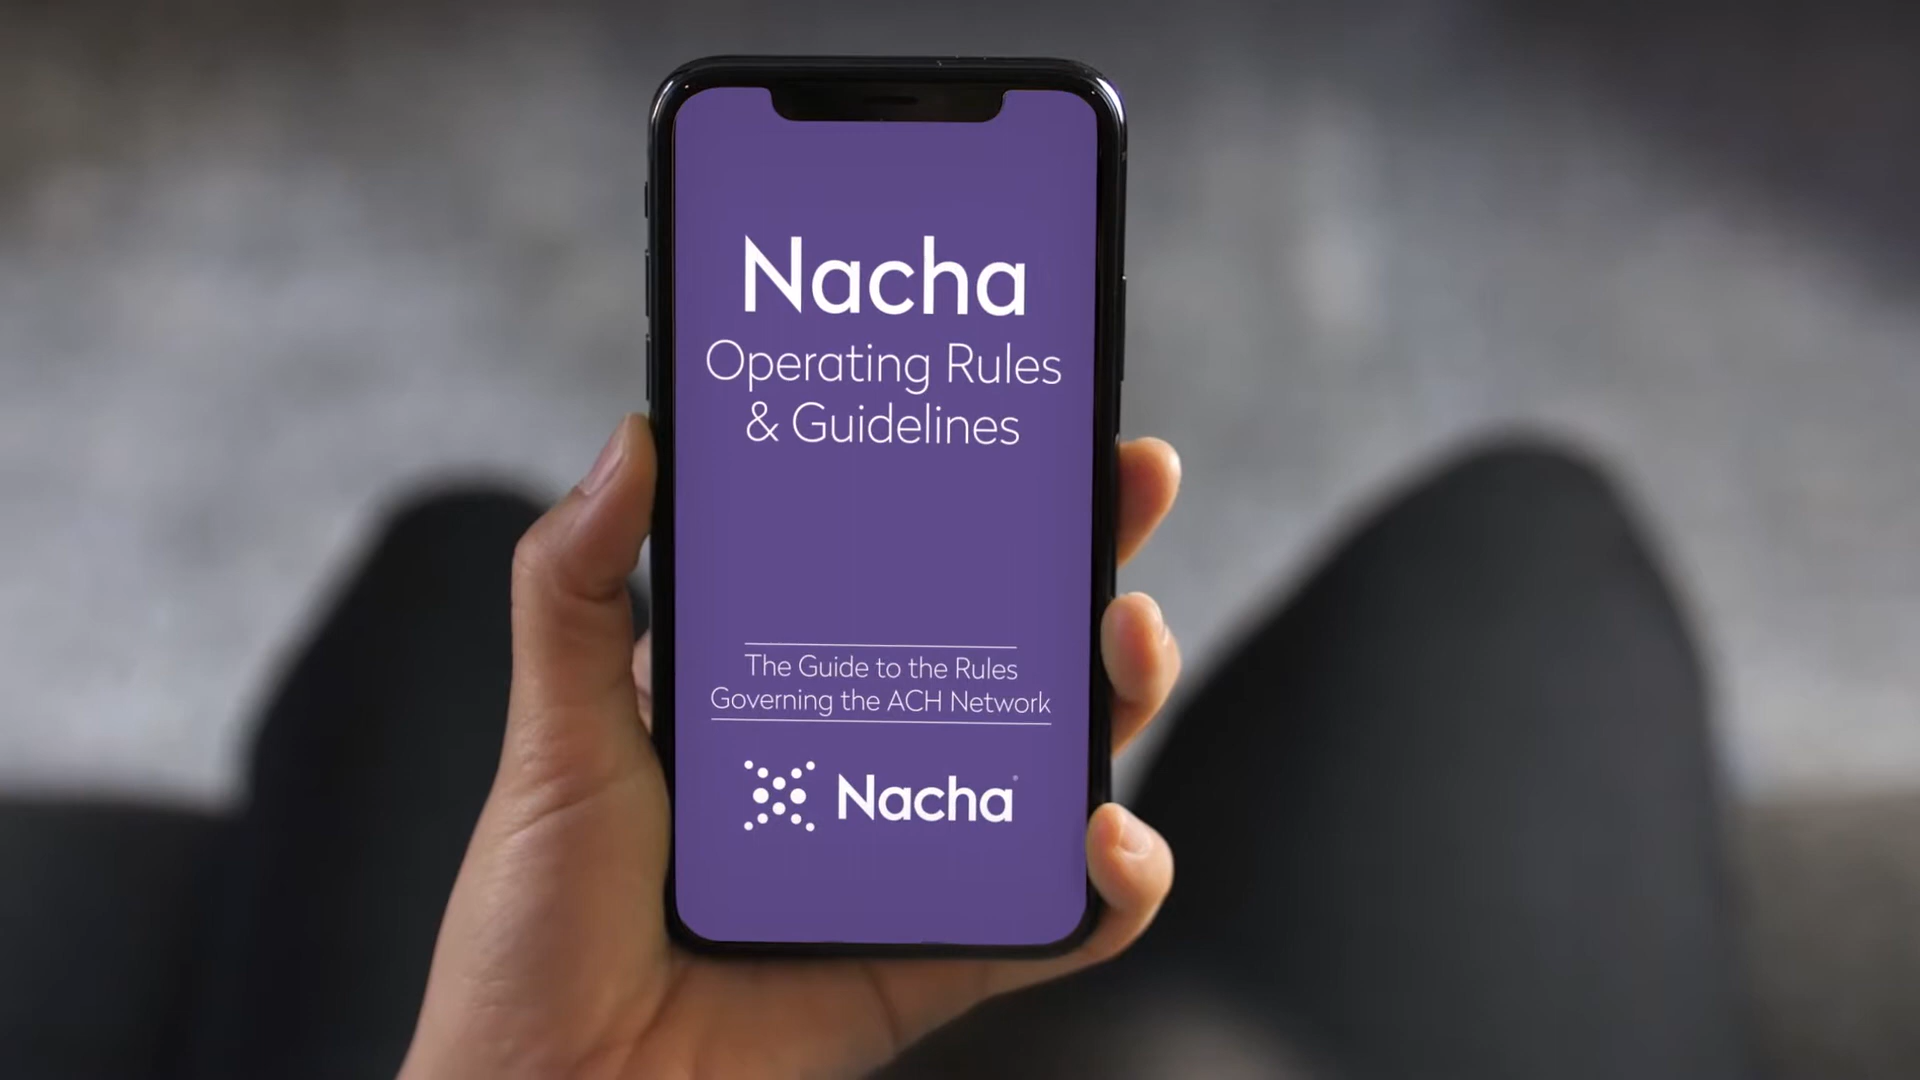 Nacha
Operating Rules
& Guidelines
The Guide to the Rules
Governing the ACH Network
Nacha